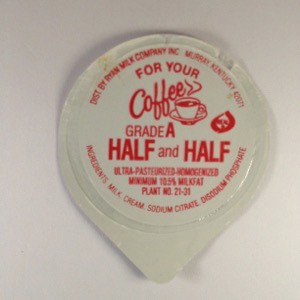 DIST. BY RYAN MILK COMPANY INC. MURRAY, KENTUCKY 42071
FOR YOUR
Coffee
GRADE A
HALF and HALF
ULTRA-PASTEURIZED-HOMOGENIZED
MINIMUM 10.5% MILKFAT
PLANT NO. 21-31
INGREDIENTS: MILK, CREAM, SODIUM CITRATE, DISODIUM PHOSPHATE